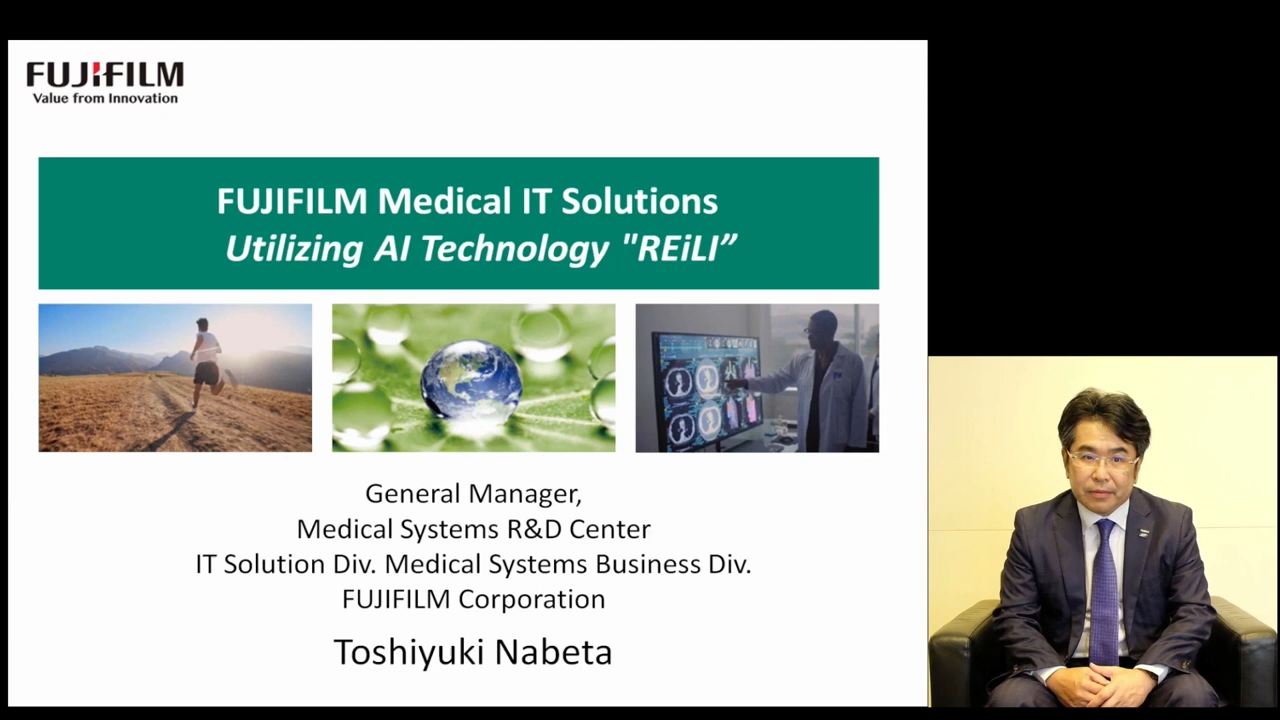 FUJIFILM
Value from Innovation
FUJIFILM Medical IT Solutions
Utilizing AI Technology "REiLI”
General Manager,
Medical Systems R&D Center
IT Solution Div. Medical Systems Business Div.
FUJIFILM Corporation
Toshiyuki Nabeta